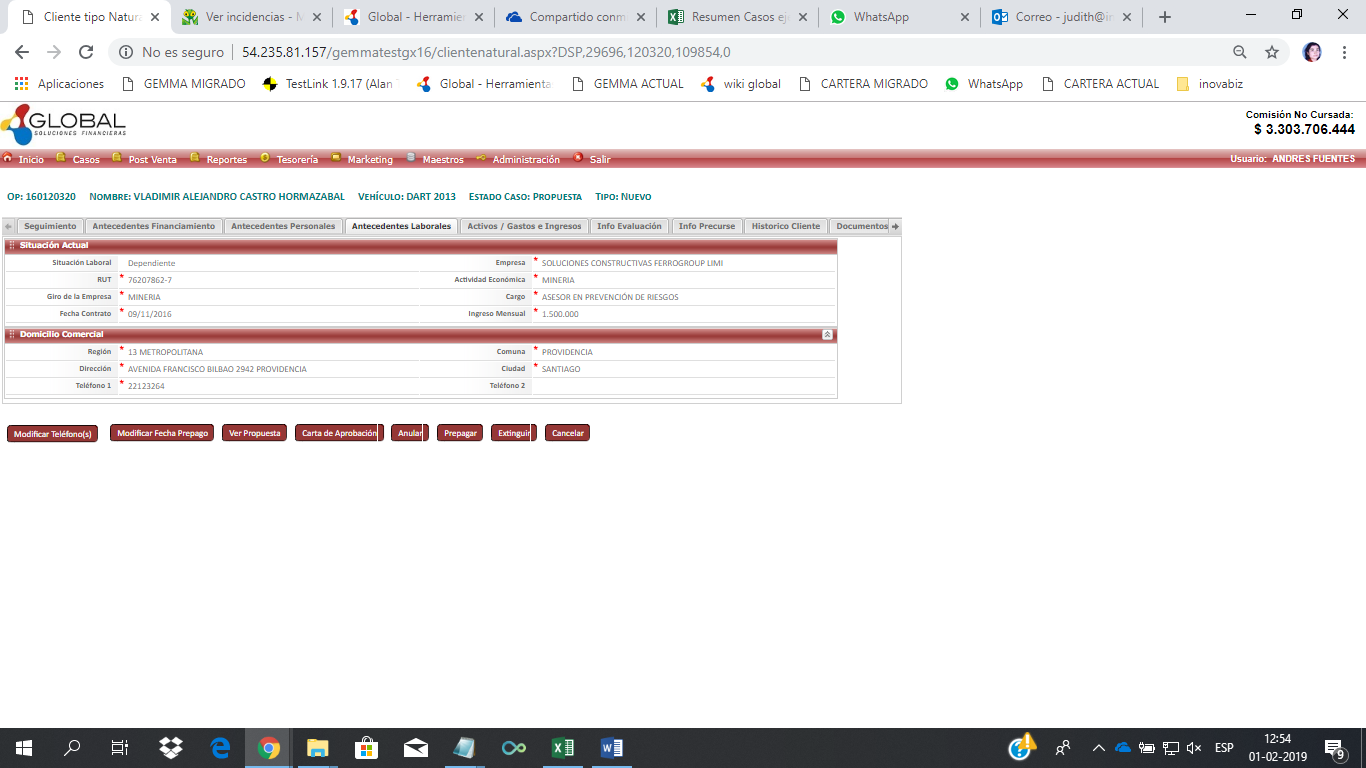 Cliente tipo Natura Ver incidencias - M Global - Herramien Compartido conm Resumen Casos eje WhatsApp Correo - judith@in
No es seguro 54.235.81.157/gemmatestgx16/clientenatural.aspx?DSP,29696,120320,109854,0
Aplicaciones GEMMA MIGRADO TestLink 1.9.17 (Alan Global - Herramienta: GEMMA ACTUAL wiki global CARTERA MIGRADO WhatsApp CARTERA ACTUAL inovabiz
GLOBAL
SOLUCIONES FINANCIERAS
Comisión No Cursada:
$ 3.303.706.444
Inicio Casos Post Venta Reportes Tesorería Marketing Maestros Administración Salir Usuario: ANDRES FUENTES
OP: 160120320 NOMBRE: VLADIMIR ALEJANDRO CASTRO HORMAZABAL VEHÍCULO: DART 2013 ESTADO CASO: PROPUESTA TIPO: NUEVO
Seguimiento Antecedentes Financiamiento Antecedentes Personales Antecedentes Laborales Activos / Gastos e Ingresos Info Evaluación Info Precurse Historico Cliente Documentos
Situación Actual
Situación Laboral Dependiente Empresa * SOLUCIONES CONSTRUCTIVAS FERROGROUP LIMI
RUT * 76207862-7 Actividad Económica * MINERIA
Giro de la Empresa * MINERIA Cargo * ASESOR EN PREVENCIÓN DE RIESGOS
Fecha Contrato * 09/11/2016 Ingreso Mensual * 1.500.000
Domicilio Comercial
Región * 13 METROPOLITANA Comuna * PROVIDENCIA
Dirección * AVENIDA FRANCISCO BILBAO 2942 PROVIDENCIA Ciudad * SANTIAGO
Teléfono 1 * 22123264 Teléfono 2
Modificar Teléfono(s) Modificar Fecha Prepago Ver Propuesta Carta de Aprobación Anular Prepagar Extinguir Cancelar
ESP 12:54
01-02-2019 9